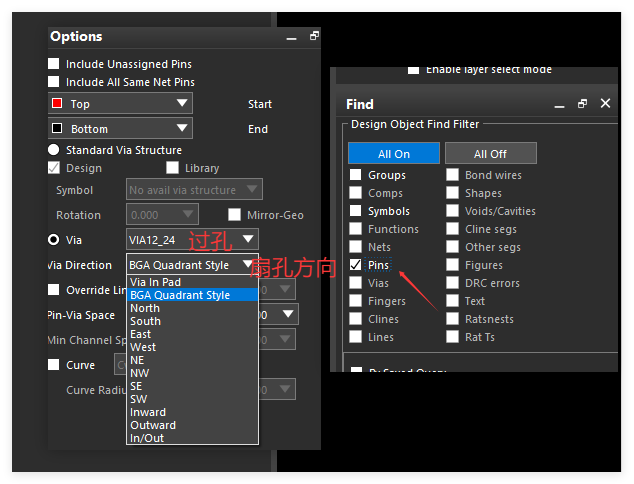 Options
Include Unassigned Pins
Include All Same Net Pins
Top Start
Bottom End
Standard Via Structure
Design Library
Symbol No avail via structure
Rotation 0.000 Mirror-Geo
Via VIA12_24 过孔
Via Direction BGA Quadrant Style 扇孔方向
Override Lin
Via In Pad
BGA Quadrant Style
Pin-Via Space
North
South
Min Channel Sp
East
West
Curve
NE
NW
Curve Radiu
SE
SW
Inward
Outward
In/Out
Enable layer select mode
Find
Design Object Find Filter
All On All Off
Groups Bond wires
Comps Shapes
Symbols Voids/Cavities
Functions Cline segs
Nets Other segs
Pins Figures
Vias DRC errors
Fingers Text
Clines Ratsnests
Lines Rat Ts